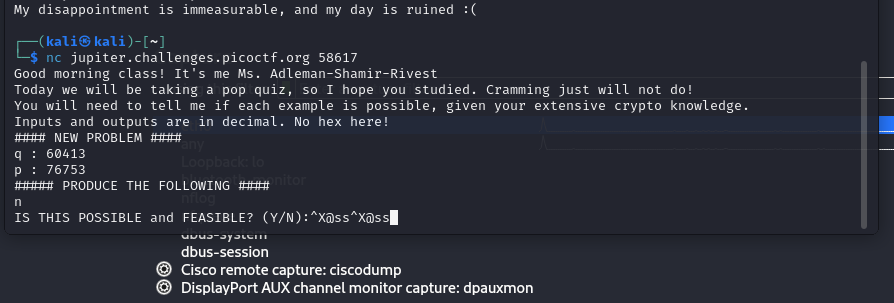 My disappointment is immeasurable, and my day is ruined :(
┌──(kali㉿kali)-[~]
└─$ nc jupiter.challenges.picoctf.org 58617
Good morning class! It's me Ms. Adleman-Shamir-Rivest
Today we will be taking a pop quiz, so I hope you studied. Cramming just will not do!
You will need to tell me if each example is possible, given your extensive crypto knowledge.
Inputs and outputs are in decimal. No hex here!
#### NEW PROBLEM ####
any
q : 60413
Loopback: lo
p : 76753
##### PRODUCE THE FOLLOWING ####
n
IS THIS POSSIBLE and FEASIBLE? (Y/N):^X@ss^X@ss
dbus-system
dbus-session
Cisco remote capture: ciscodump
DisplayPort AUX channel monitor capture: dpauxmon